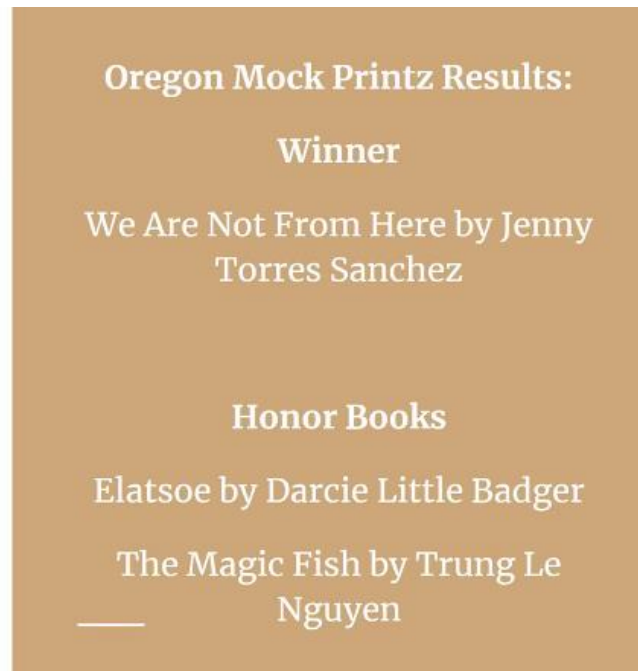 Oregon Mock Printz Results:
Winner
We Are Not From Here by Jenny
Torres Sanchez
Honor Books
Elatsoe by Darcie Little Badger
The Magic Fish by Trung Le
Nguyen